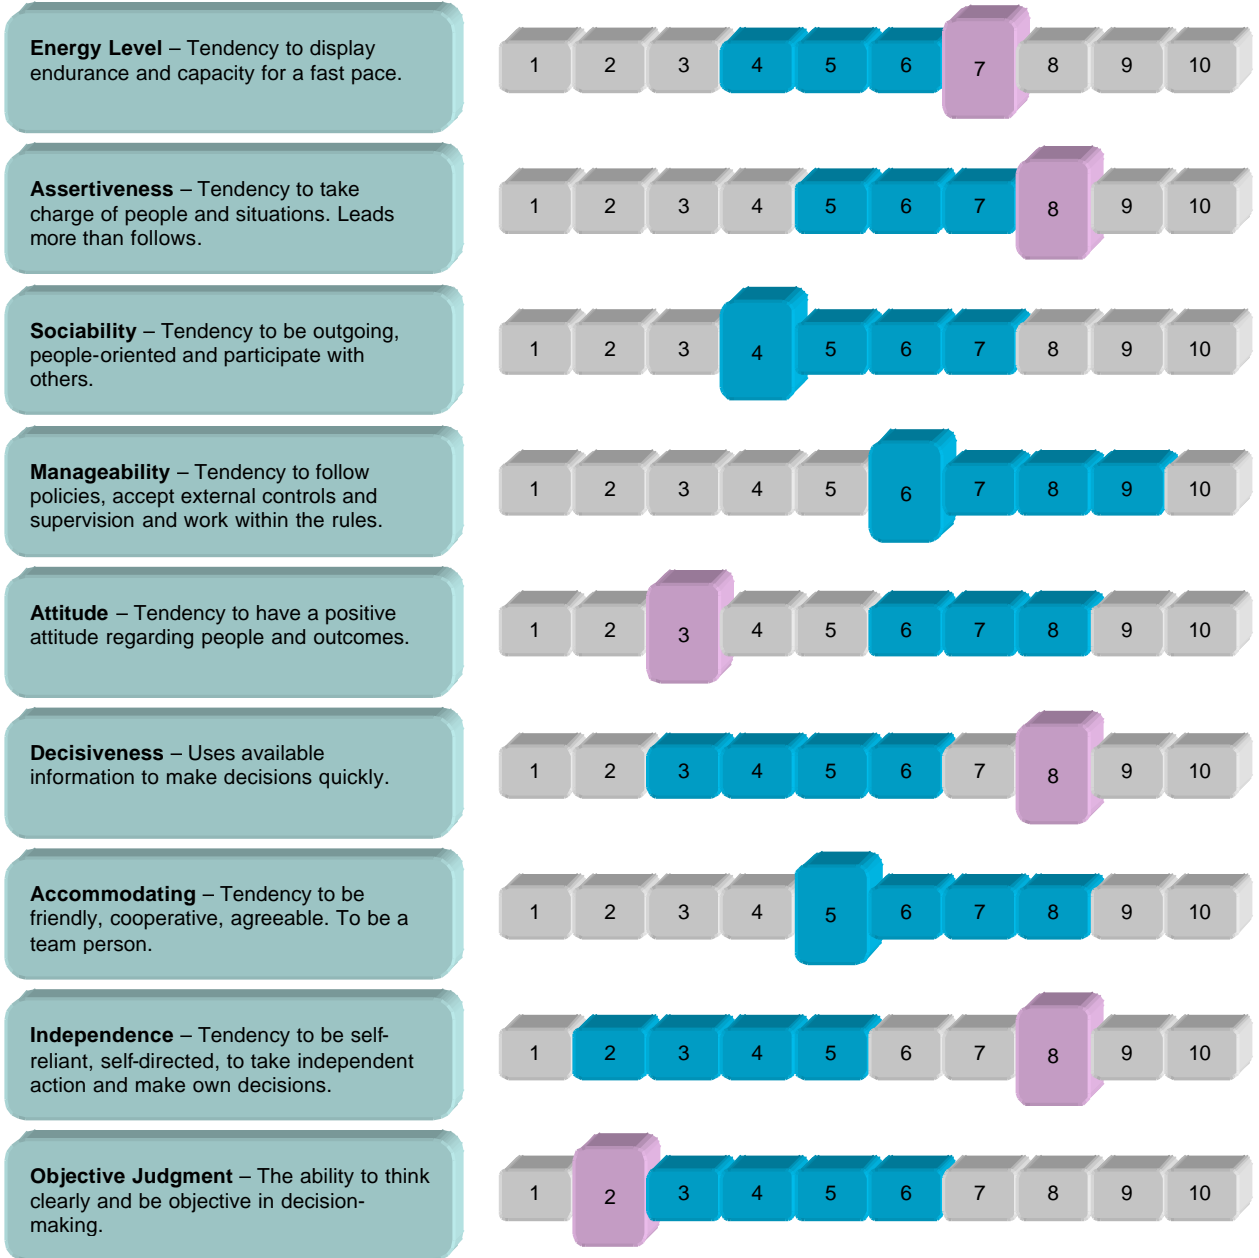 Energy Level – Tendency to display
endurance and capacity for a fast pace.
1 2 3 4 5 6 7 8 9 10
Assertiveness – Tendency to take
charge of people and situations. Leads
more than follows.
1 2 3 4 5 6 7 8 9 10
Sociability – Tendency to be outgoing,
people-oriented and participate with
others.
1 2 3 4 5 6 7 8 9 10
Manageability – Tendency to follow
policies, accept external controls and
supervision and work within the rules.
1 2 3 4 5 6 7 8 9 10
Attitude – Tendency to have a positive
attitude regarding people and outcomes.
1 2 3 4 5 6 7 8 9 10
Decisiveness – Uses available
information to make decisions quickly.
1 2 3 4 5 6 7 8 9 10
Accommodating – Tendency to be
friendly, cooperative, agreeable. To be a
team person.
1 2 3 4 5 6 7 8 9 10
Independence – Tendency to be self-
reliant, self-directed, to take independent
action and make own decisions.
1 2 3 4 5 6 7 8 9 10
Objective Judgment – The ability to think
clearly and be objective in decision-
making.
1 2 3 4 5 6 7 8 9 10